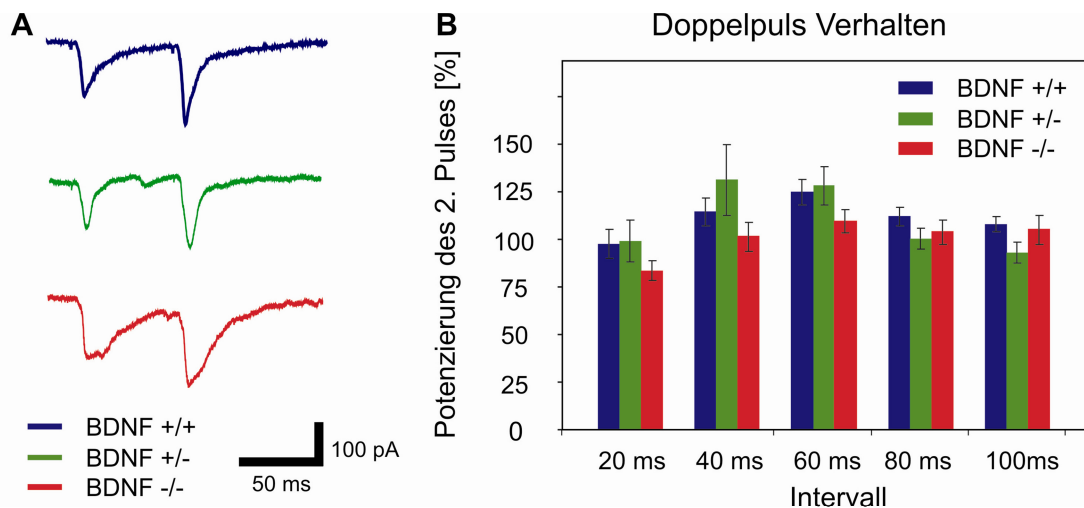 A
BDNF +/+
BDNF +/-
BDNF -/-
100 pA
50 ms
B
Doppelpuls Verhalten
Potenzierung des 2. Pulses [%]
150
125
100
75
50
25
0
BDNF +/+
BDNF +/-
BDNF -/-
20 ms 40 ms 60 ms 80 ms 100ms
Intervall